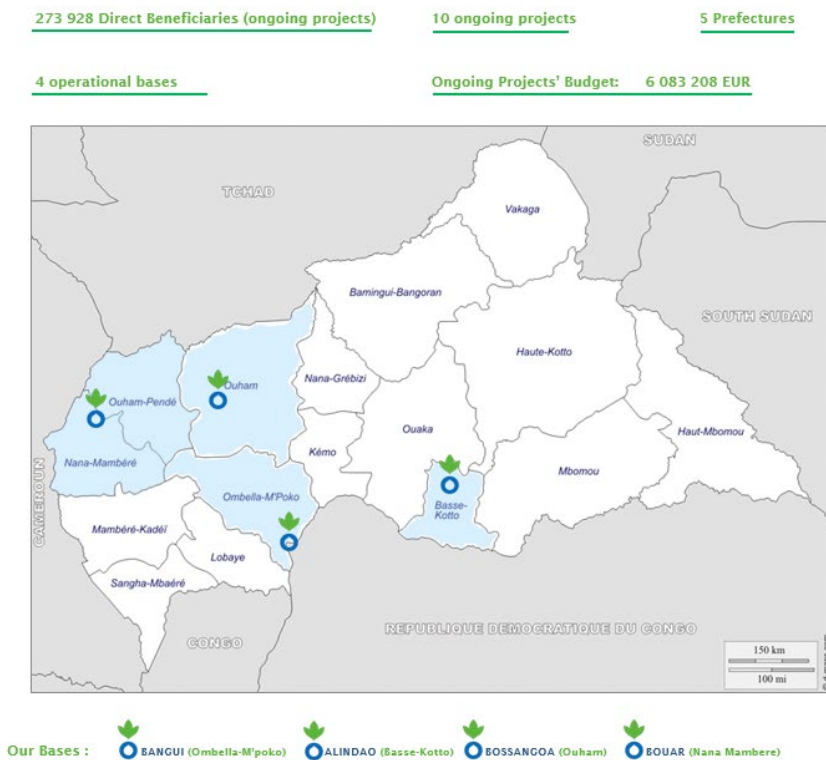 273 928 Direct Beneficiaries (ongoing projects)
10 ongoing projects
5 Prefectures
4 operational bases
Ongoing Projects' Budget: 6 083 208 EUR
SUDAN
TCHAD
Vakaga
Bamingui-Bangoran
SOUTH SUDAN
Haute-Kotto
Nana-Grébizi
Ouham
Ouham-Pendé
Ouaka
Haut-Mbomou
Kémo
Nana-Mambéré
Mbomou
Ombella-M'Poko
Basse-
Kotto
CAMEROUN
Mambéré-Kadéï
Lobaye
Sangha-Mbaéré
REPUBLIQUE DEMOCRATIQUE DU CONGO
CONGO
150 km
100 mi
Our Bases : BANGUI (Ombella-M'poko) ALINDAO (Basse-Kotto) BOSSANGOA (Ouham) BOUAR (Nana Mambere)